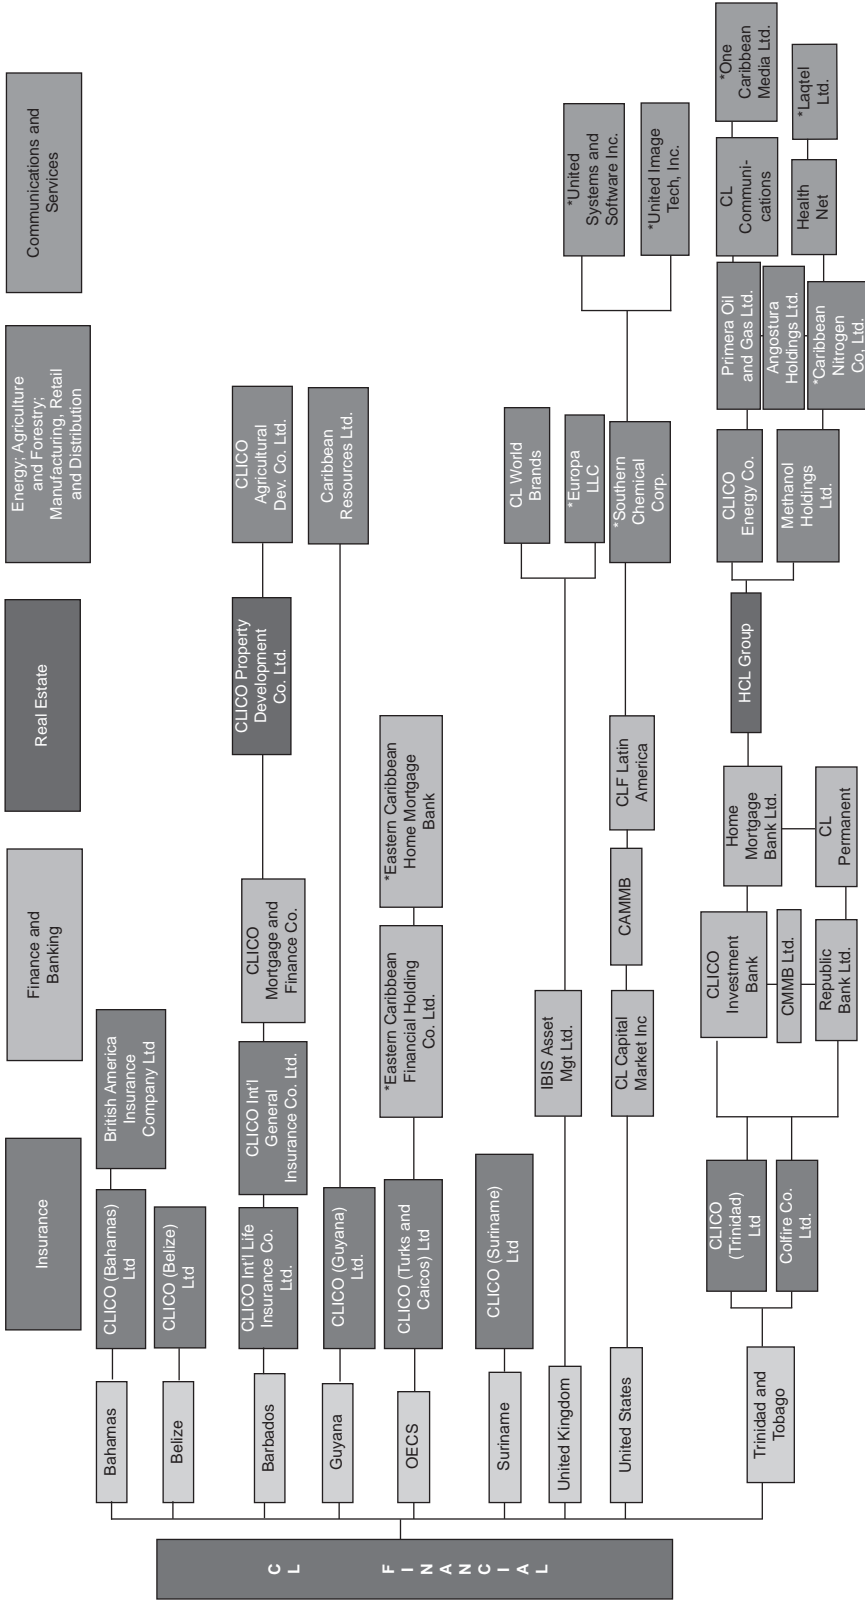 Insurance
Finance and
Banking
Real Estate
Energy; Agriculture
and Forestry;
Manufacturing, Retail
and Distribution
Communications and
Services
CL FINANCIAL
Bahamas
CLICO (Bahamas)
Ltd
British America
Insurance
Company Ltd
Belize
CLICO (Belize)
Ltd
Barbados
CLICO Int'l Life
Insurance Co.
Ltd.
CLICO Int'l
General
Insurance Co. Ltd.
CLICO
Mortgage and
Finance Co.
CLICO Property
Development
Co. Ltd.
CLICO
Agricultural
Dev. Co. Ltd.
Guyana
CLICO (Guyana)
Ltd.
Caribbean
Resources Ltd.
OECS
CLICO (Turks and
Caicos) Ltd
*Eastern Caribbean
Financial Holding
Co. Ltd.
*Eastern Caribbean
Home Mortgage
Bank
Suriname
CLICO (Suriname)
Ltd
United Kingdom
IBIS Asset
Mgt Ltd.
CL World
Brands
*Europa
LLC
United States
CL Capital
Market Inc
CAMMB
CLF Latin
America
*Southern
Chemical
Corp.
*United
Systems and
Software Inc.
*United Image
Tech, Inc.
Trinidad and
Tobago
CLICO
(Trinidad)
Ltd
Colfire Co.
Ltd.
CLICO
Investment
Bank
CMMB Ltd.
Republic
Bank Ltd.
Home
Mortgage
Bank Ltd.
CL
Permanent
HCL Group
CLICO
Energy Co.
Methanol
Holdings
Ltd.
Primera Oil
and Gas Ltd.
Angostura
Holdings Ltd.
*Caribbean
Nitrogen
Co, Ltd.
CL
Communi-
cations
Health
Net
*One
Caribbean
Media Ltd.
*Laqtel
Ltd.